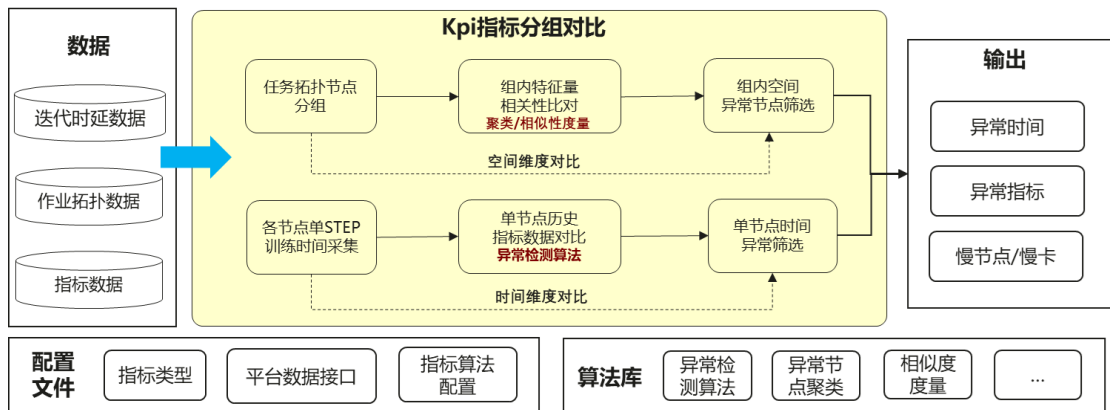 Kpi指标分组对比
数据
迭代时延数据
作业拓扑数据
指标数据
任务拓扑节点
分组
组内特征量
相关性比对
聚类/相似性度量
组内空间
异常节点筛选
空间维度对比
各节点单STEP
训练时间采集
单节点历史
指标数据对比
异常检测算法
单节点时间
异常筛选
时间维度对比
输出
异常时间
异常指标
慢节点/慢卡
配置
文件
指标类型
平台数据接口
指标算法
配置
算法库
异常检
测算法
异常节
点聚类
相似度
度量
...